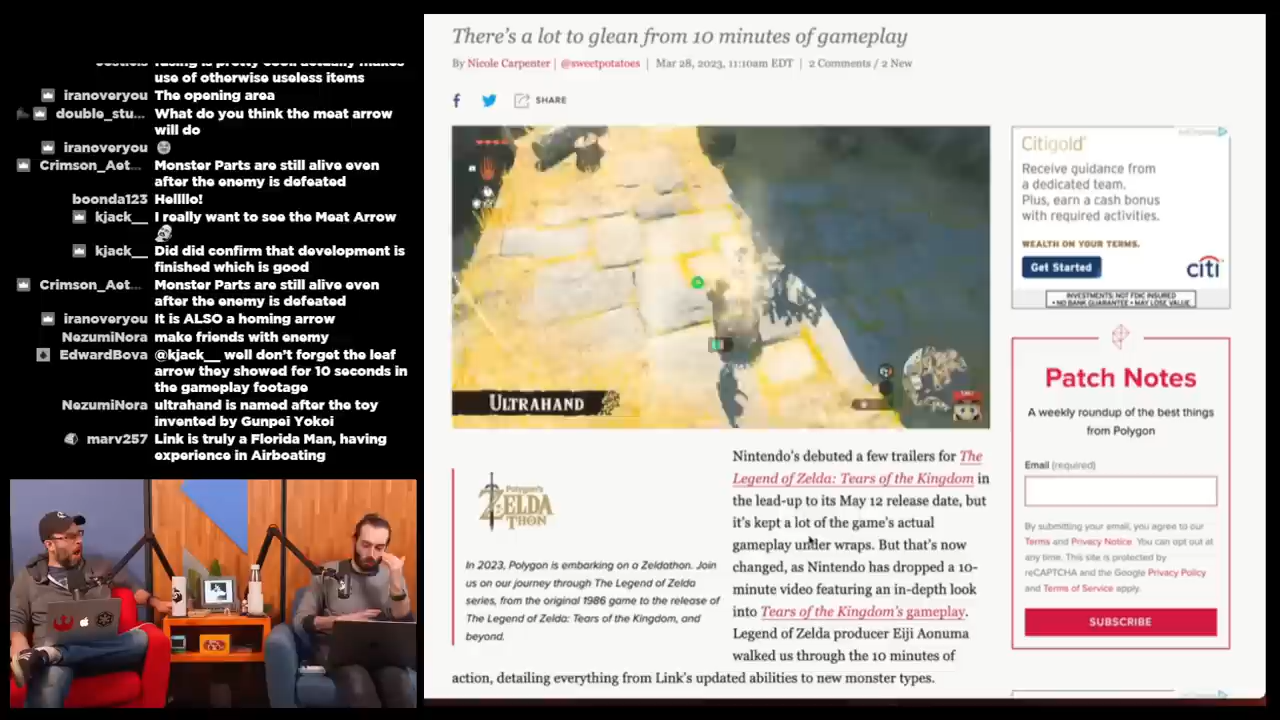 use of otherwise useless items
iranoveryou The opening area
double_stu... What do you think the meat arrow
will do
iranoveryou
Crimson_Aet... Monster Parts are still alive even
after the enemy is defeated
boonda123 Helllo!
kjack__ I really want to see the Meat Arrow
kjack__ Did did confirm that development is
finished which is good
Crimson_Aet... Monster Parts are still alive even
after the enemy is defeated
iranoveryou It is ALSO a homing arrow
NezumiNora make friends with enemy
EdwardBova @kjack__ well don't forget the leaf
arrow they showed for 10 seconds in
the gameplay footage
NezumiNora ultrahand is named after the toy
invented by Gunpei Yokoi
marv257 Link is truly a Florida Man, having
experience in Airboating
There's a lot to glean from 10 minutes of gameplay
By Nicole Carpenter | @sweetpotatoes | Mar 28, 2023, 11:10am EDT | 2 Comments / 2 New
SHARE
ULTRAHAND
Polygon's
ZELDA
THON
In 2023, Polygon is embarking on a Zeldathon. Join
us on our journey through The Legend of Zelda
series, from the original 1986 game to the release of
The Legend of Zelda: Tears of the Kingdom, and
beyond.
Nintendo's debuted a few trailers for The
Legend of Zelda: Tears of the Kingdom in
the lead-up to its May 12 release date, but
it's kept a lot of the game's actual
gameplay under wraps. But that's now
changed, as Nintendo has dropped a 10-
minute video featuring an in-depth look
into Tears of the Kingdom's gameplay.
Legend of Zelda producer Eiji Aonuma
walked us through the 10 minutes of
action, detailing everything from Link's updated abilities to new monster types.
Citigold
Receive guidance from
a dedicated team.
Plus, earn a cash bonus
with required activities.
WEALTH ON YOUR TERMS.
Get Started
citi
INVESTMENTS: NOT FDIC INSURED
• NO BANK GUARANTEE • MAY LOSE VALUE
Patch Notes
A weekly roundup of the best things
from Polygon
Email (required)
By submitting your email, you agree to our
Terms and Privacy Notice. You can opt out at
any time. This site is protected by
reCAPTCHA and the Google Privacy Policy
and Terms of Service apply.
SUBSCRIBE